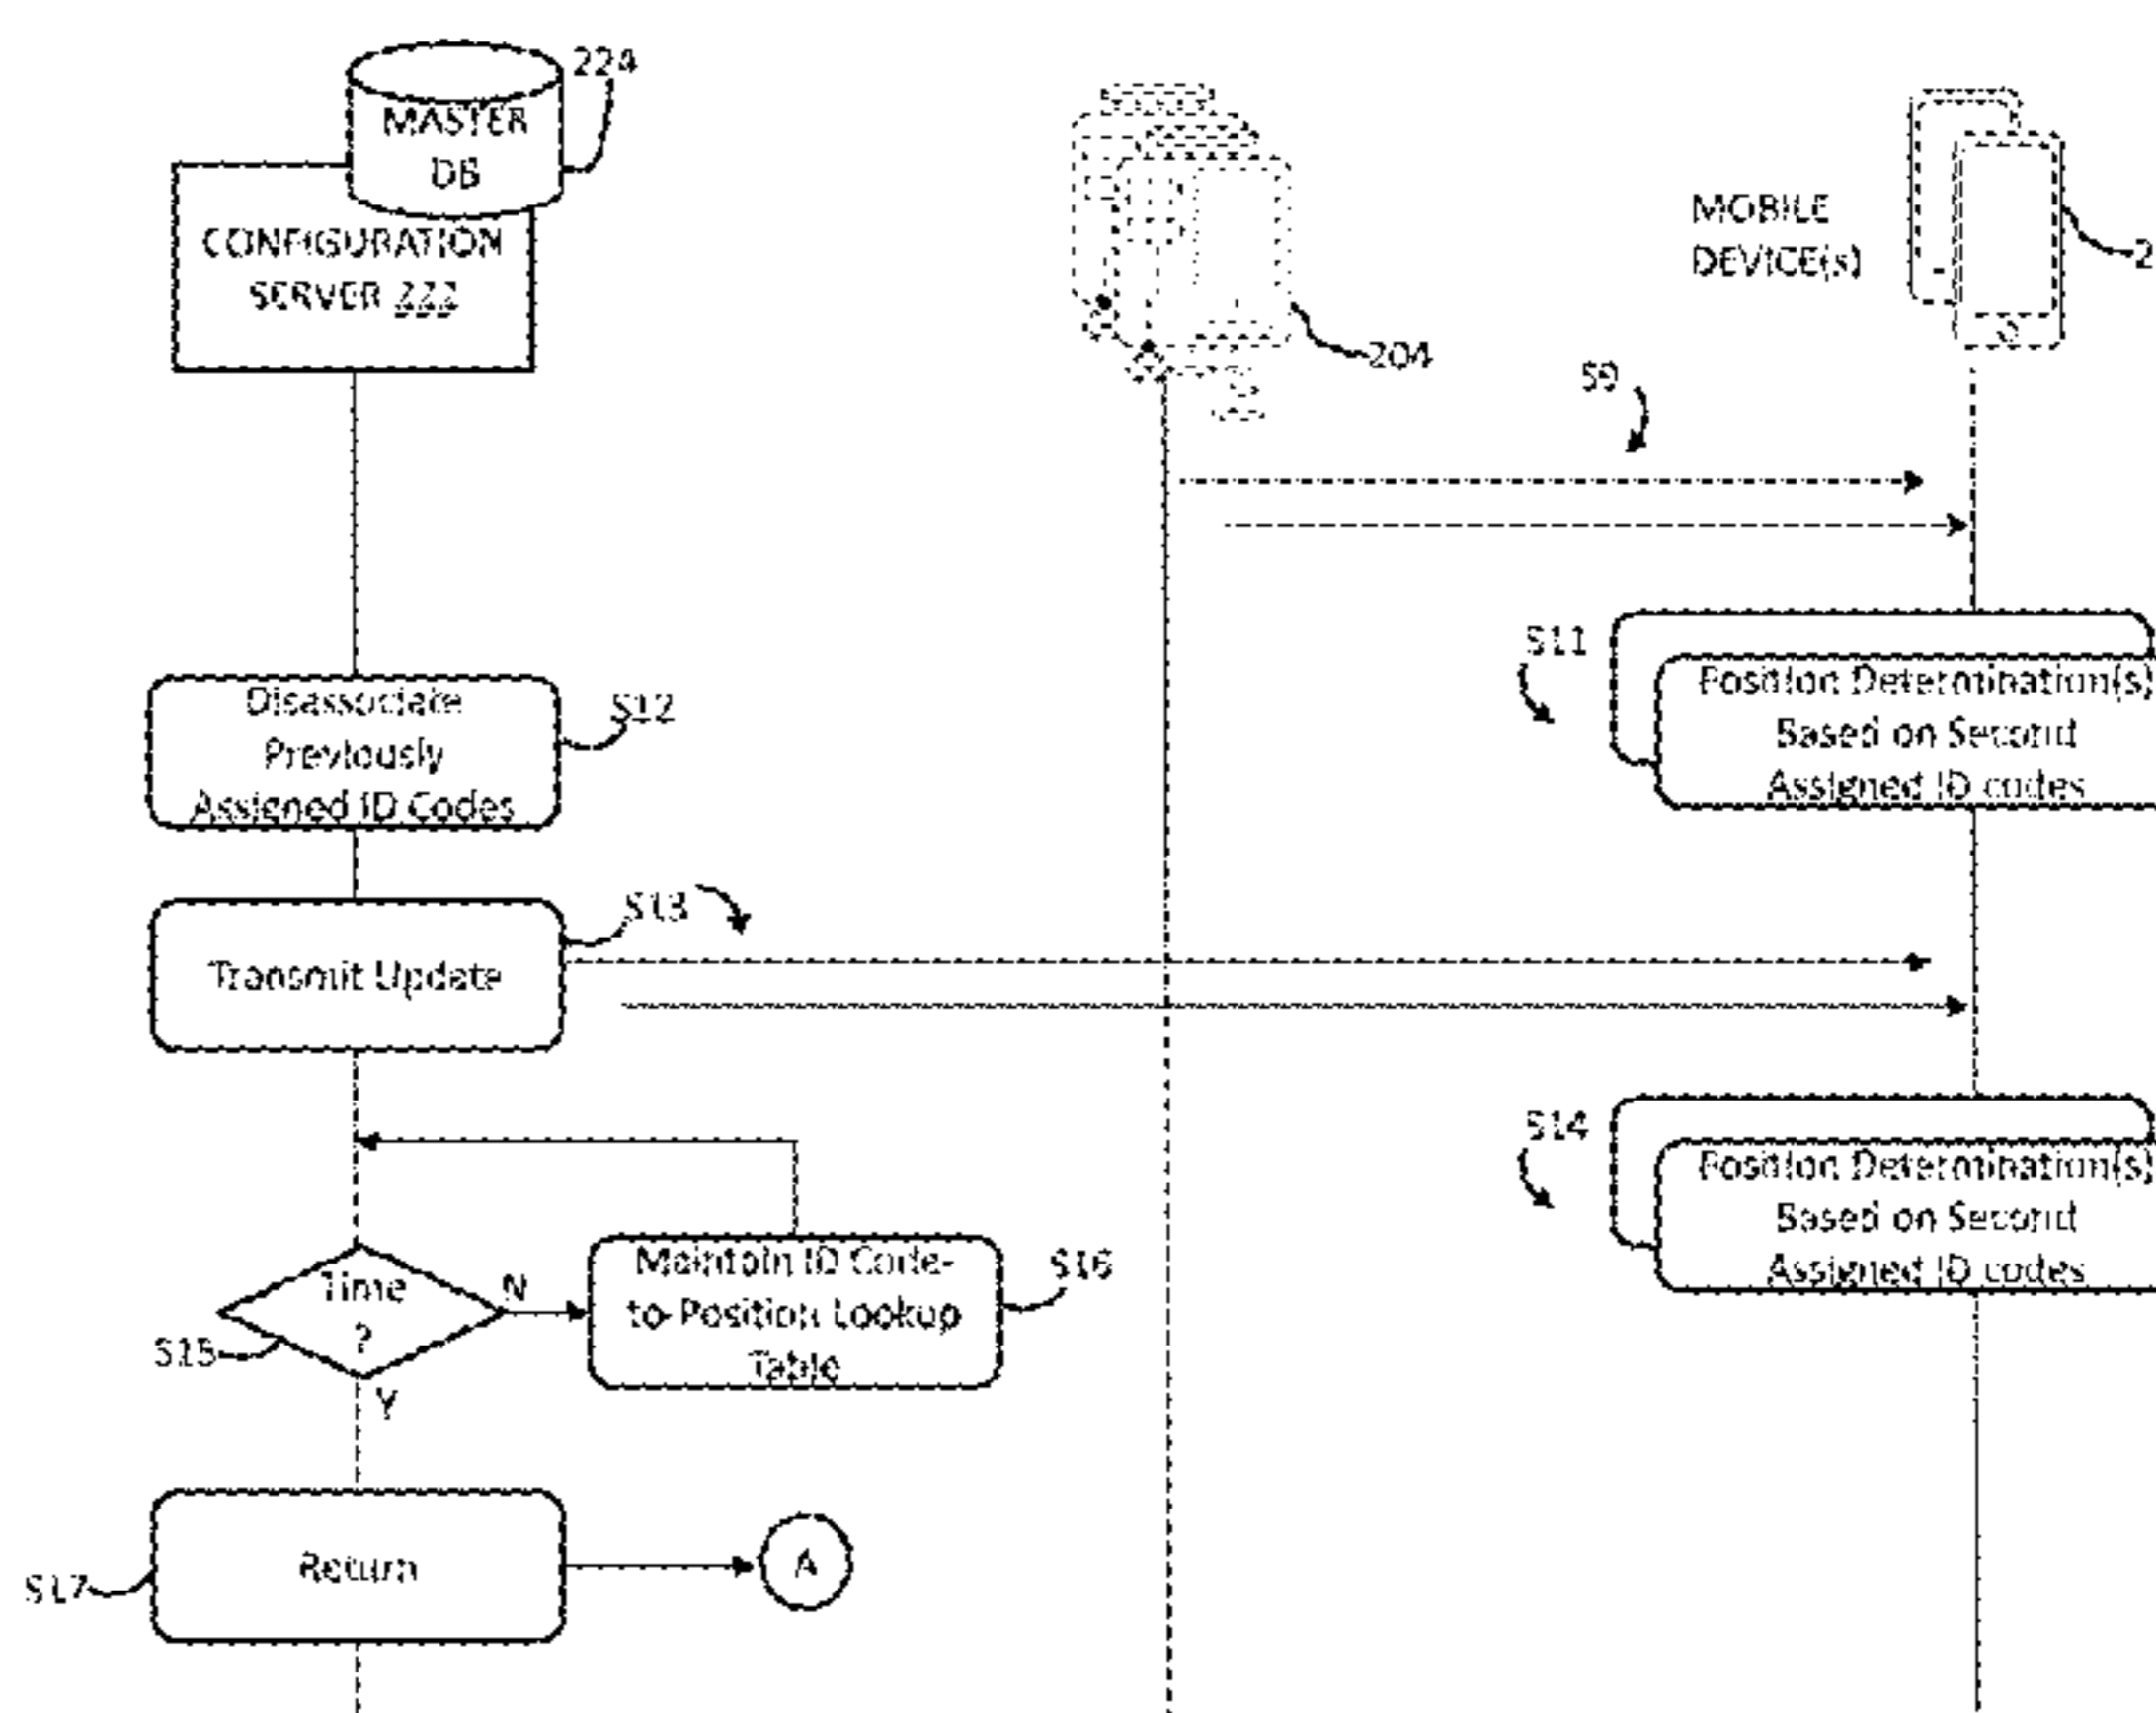 224
MASTER
DB
CONFIGURATION
SERVER 222
204
MOBILE
DEVICE(s)
2
S9
S11
Position Determination(s)
Based on Second
Assigned ID codes
Disassociate
Previously
Assigned ID Codes
S12
Transmit Update
S13
S14
Position Determination(s)
Based on Second
Assigned ID codes
Time
?
N
Y
S15
Maintain ID Code-
to-Position Lookup
Table
S16
Return
S17
A